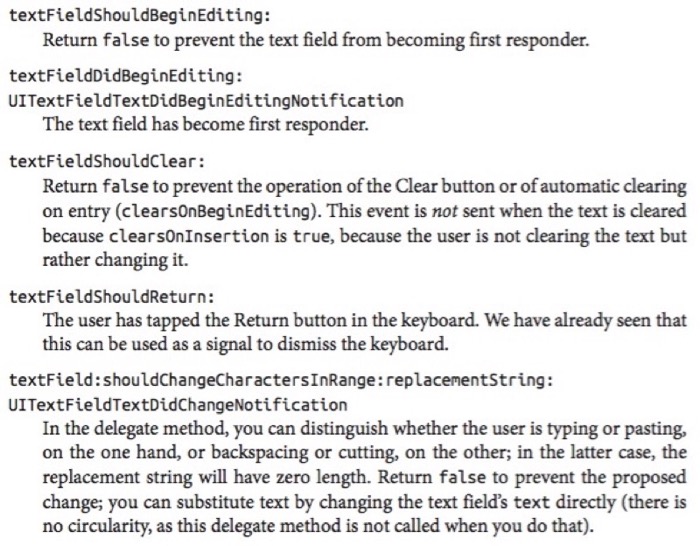 textFieldShouldBeginEditing:
Return false to prevent the text field from becoming first responder.
textFieldDidBeginEditing:
UITextFieldTextDidBeginEditingNotification
The text field has become first responder.
textFieldShouldClear:
Return false to prevent the operation of the Clear button or of automatic clearing
on entry (clearsOnBeginEditing). This event is not sent when the text is cleared
because clearsOnInsertion is true, because the user is not clearing the text but
rather changing it.
textFieldShouldReturn:
The user has tapped the Return button in the keyboard. We have already seen that
this can be used as a signal to dismiss the keyboard.
textField:shouldChangeCharactersInRange:replacementString:
UITextFieldTextDidChangeNotification
In the delegate method, you can distinguish whether the user is typing or pasting,
on the one hand, or backspacing or cutting, on the other; in the latter case, the
replacement string will have zero length. Return false to prevent the proposed
change; you can substitute text by changing the text field's text directly (there is
no circularity, as this delegate method is not called when you do that).